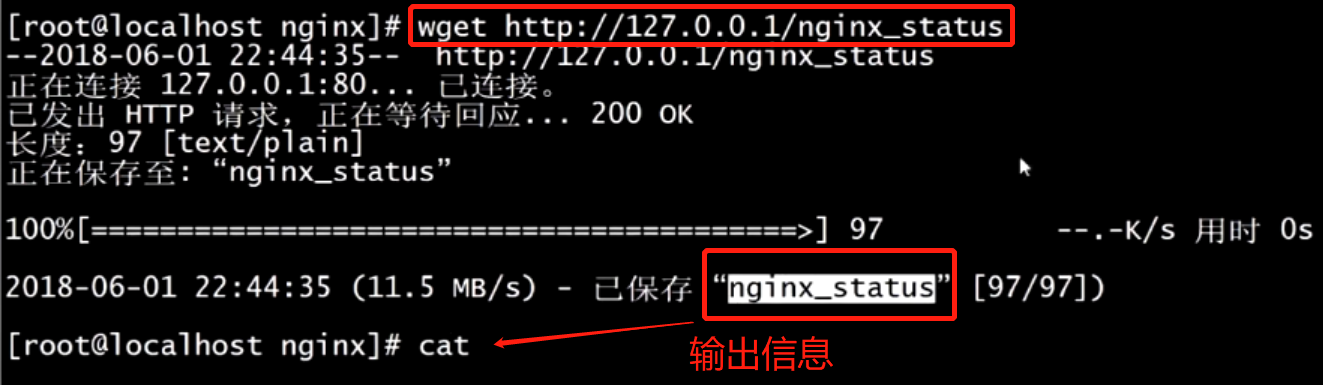 [root@localhost nginx]# wget http://127.0.0.1/nginx_status
--2018-06-01 22:44:35--  http://127.0.0.1/nginx_status
正在连接 127.0.0.1:80... 已连接。
已发出 HTTP 请求，正在等待回应... 200 OK
长度：97 [text/plain]
正在保存至: “nginx_status”
100%[=========================================>] 97          --.-K/s 用时 0s
2018-06-01 22:44:35 (11.5 MB/s) - 已保存 “nginx_status” [97/97])
[root@localhost nginx]# cat
输出信息